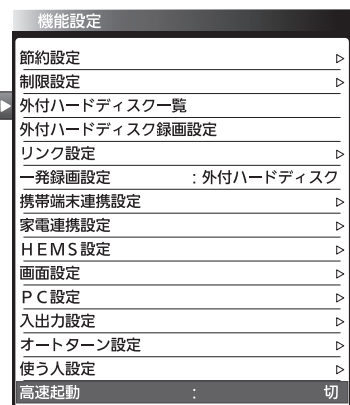 機能設定
節約設定
制限設定
外付ハードディスク一覧
外付ハードディスク録画設定
リンク設定
一発録画設定 : 外付ハードディスク
携帯端末連携設定
家電連携設定
ＨＥＭＳ設定
画面設定
ＰＣ設定
入出力設定
オートターン設定
使う人設定
高速起動 : 切